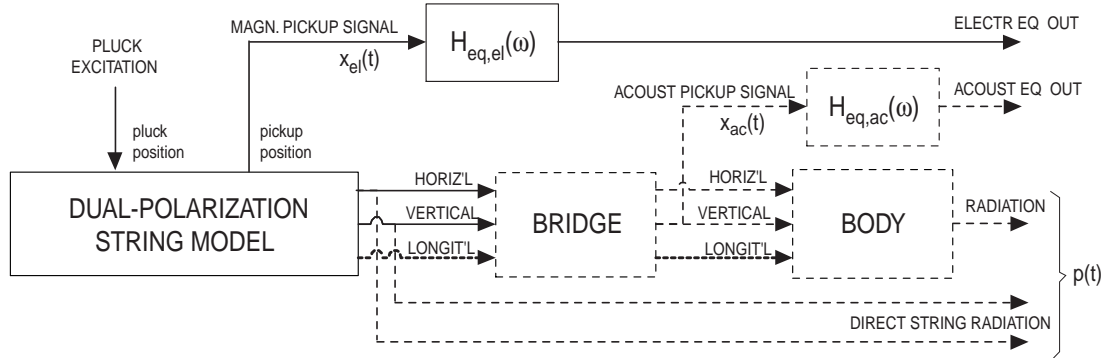 MAGN. PICKUP SIGNAL
x_el(t)
H_eq,el(ω)
ELECTR EQ OUT
PLUCK
EXCITATION
ACOUST PICKUP SIGNAL
x_ac(t)
H_eq,ac(ω)
ACOUST EQ OUT
pluck
position
pickup
position
DUAL-POLARIZATION
STRING MODEL
HORIZ'L
VERTICAL
LONGIT'L
BRIDGE
HORIZ'L
VERTICAL
LONGIT'L
BODY
RADIATION
p(t)
DIRECT STRING RADIATION